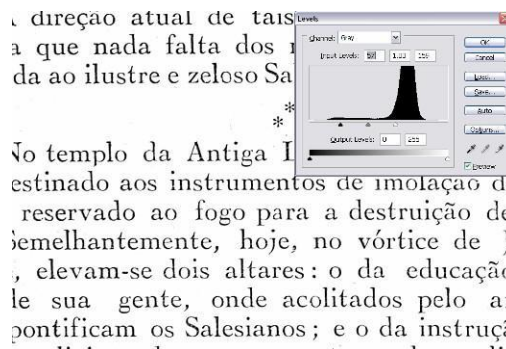 A direção atual de tais
a que nada falta dos
da ao ilustre e zeloso Sa
*
*
No templo da Antiga L
estinado aos instrumentos de imolação d
reservado ao fogo para a destruição de
Semelhantemente, hoje, no vórtice de
, elevam-se dois altares: o da educação
de sua gente, onde acolitados pelo a
pontificam os Salesianos; e o da instruçã
Levels
Channel: Gray
Input Levels: 1,00
Output Levels: 0 255
OK
Cancel
Load...
Save...
Auto
Options...
Preview